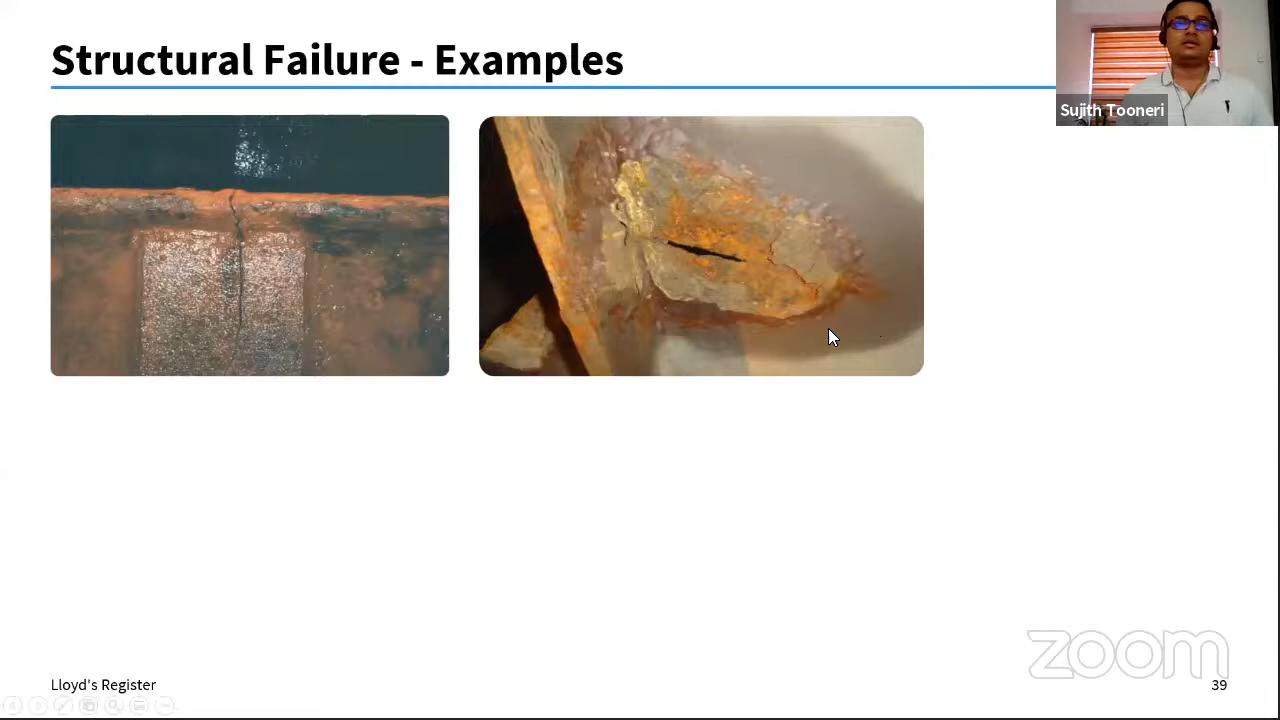 Structural Failure - Examples
Sujith Tooneri
zoom
Lloyd's Register
39